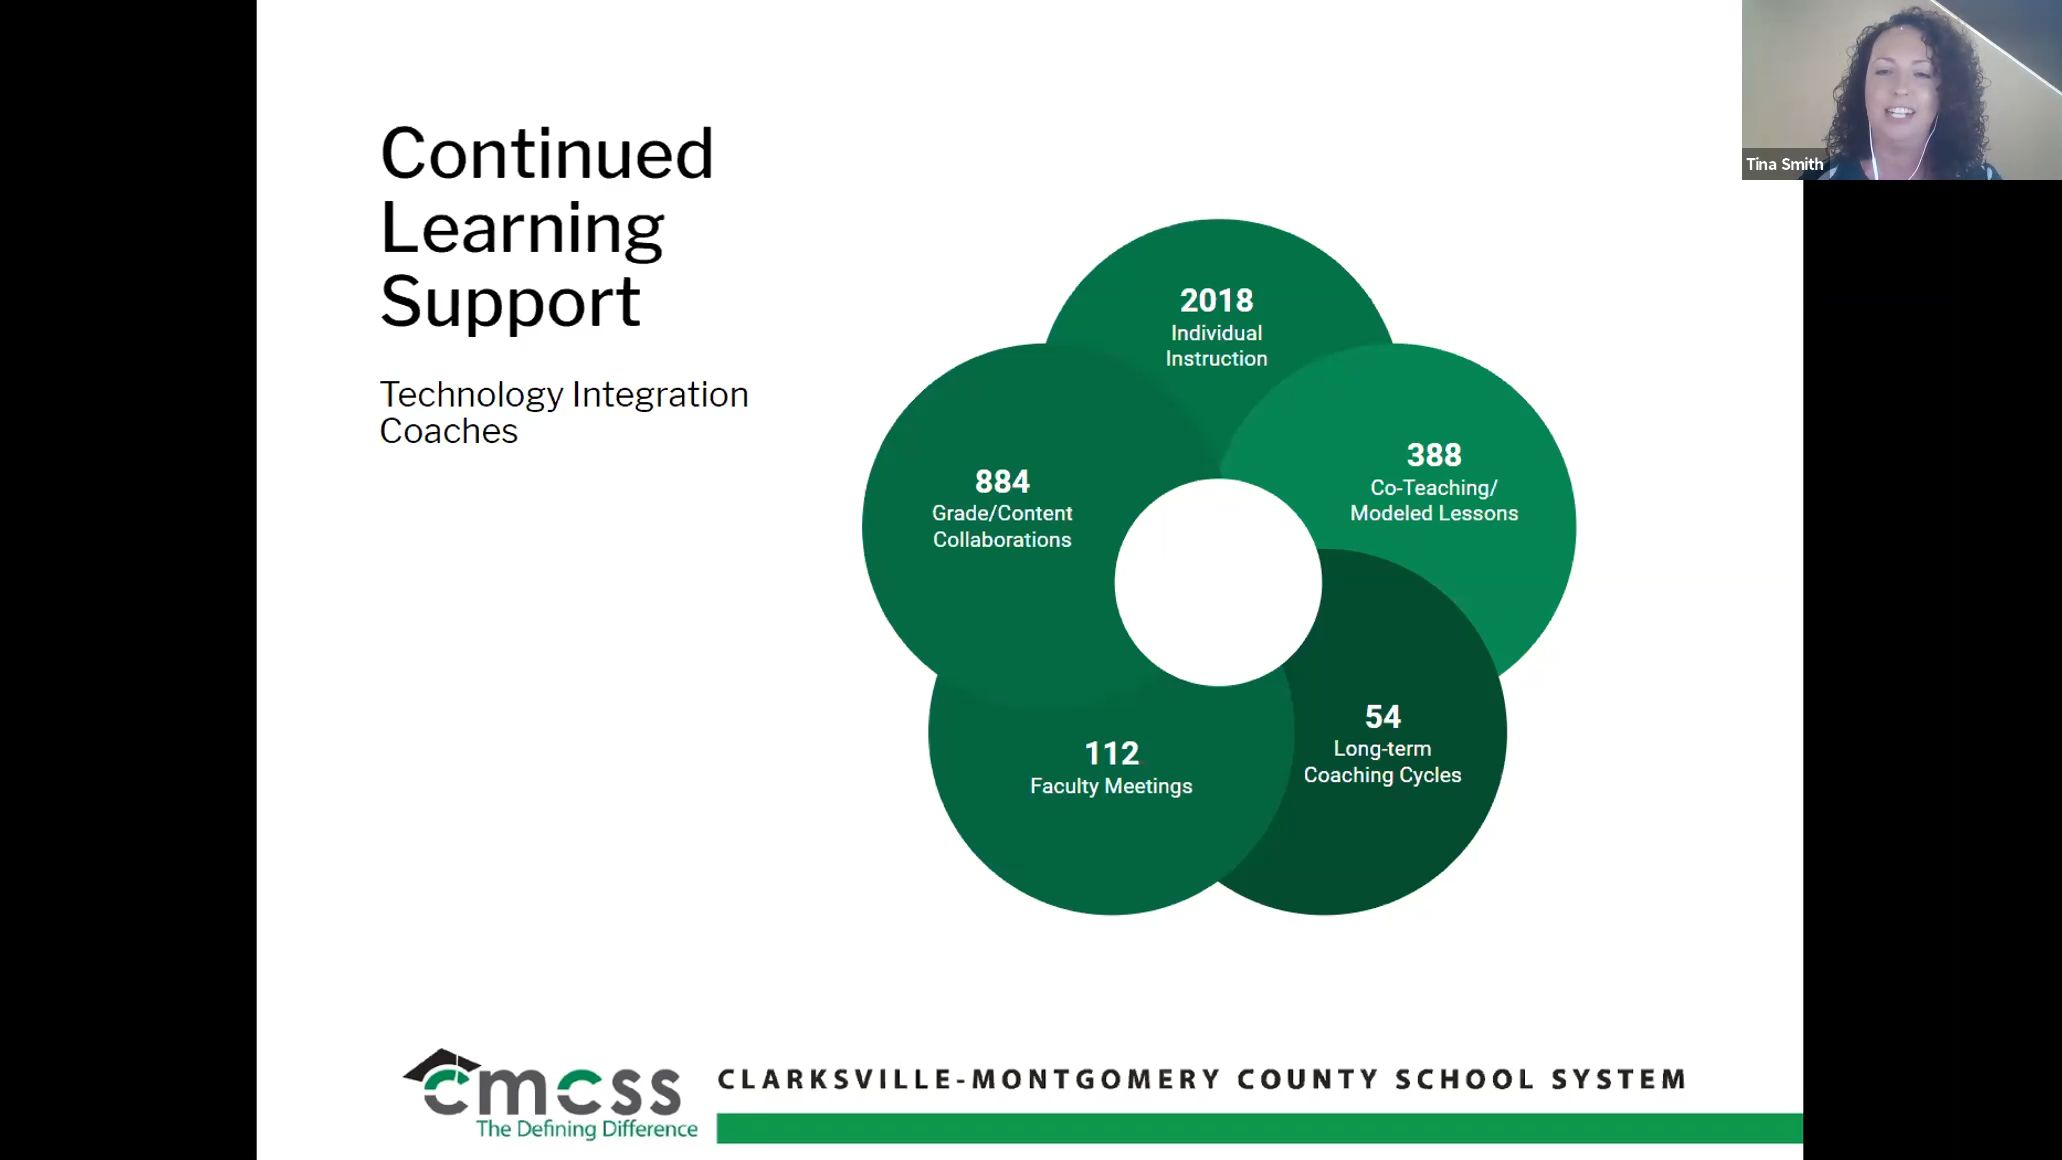 Continued
Learning
Support
Technology Integration
Coaches
Tina Smith
2018
Individual
Instruction
388
Co-Teaching/
Modeled Lessons
884
Grade/Content
Collaborations
54
Long-term
Coaching Cycles
112
Faculty Meetings
cmcss
The Defining Difference
CLARKSVILLE-MONTGOMERY COUNTY SCHOOL SYSTEM